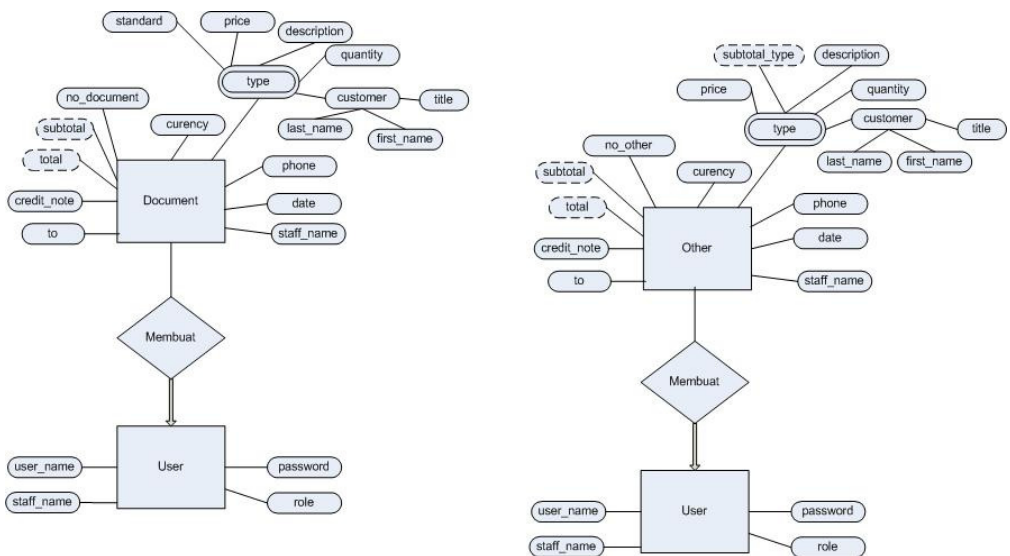 standard
price
description
quantity
type
customer
title
last_name
first_name
no_document
subtotal
curency
total
phone
credit_note
Document
date
to
staff_name
Membuat
user_name
User
password
staff_name
role
subtotal_type
description
price
quantity
type
customer
title
last_name
first_name
no_other
subtotal
curency
total
phone
credit_note
Other
date
to
staff_name
Membuat
user_name
User
password
staff_name
role